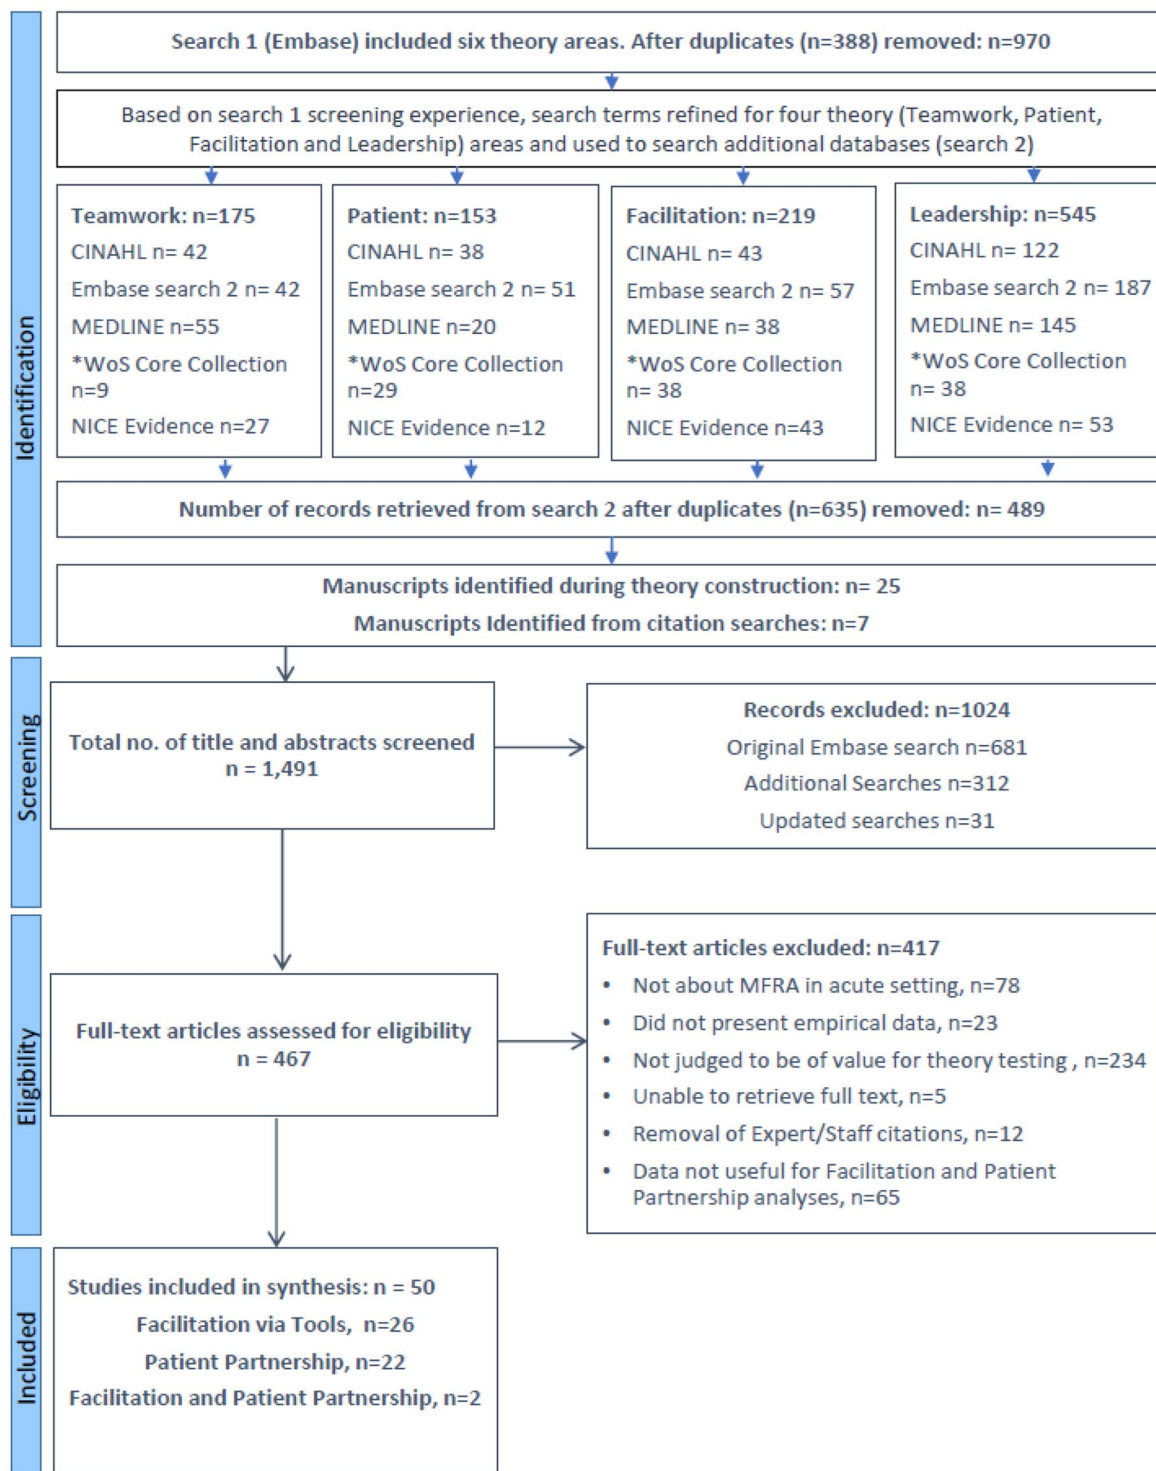 Identification
Search 1 (Embase) included six theory areas. After duplicates (n=388) removed: n=970
Based on search 1 screening experience, search terms refined for four theory (Teamwork, Patient,
Facilitation and Leadership) areas and used to search additional databases (search 2)
Teamwork: n=175
CINAHL n= 42
Embase search 2 n= 42
MEDLINE n=55
*WoS Core Collection
n=9
NICE Evidence n=27
Patient: n=153
CINAHL n= 38
Embase search 2 n= 51
MEDLINE n=20
*WoS Core Collection
n=29
NICE Evidence n=12
Facilitation: n=219
CINAHL n= 43
Embase search 2 n= 57
MEDLINE n= 38
*WoS Core Collection
n= 38
NICE Evidence n=43
Leadership: n=545
CINAHL n= 122
Embase search 2 n= 187
MEDLINE n= 145
*WoS Core Collection
n= 38
NICE Evidence n= 53
Number of records retrieved from search 2 after duplicates (n=635) removed: n= 489
Manuscripts identified during theory construction: n= 25
Manuscripts Identified from citation searches: n=7
Screening
Total no. of title and abstracts screened
n = 1,491
Records excluded: n=1024
Original Embase search n=681
Additional Searches n=312
Updated searches n=31
Eligibility
Full-text articles assessed for eligibility
n = 467
Full-text articles excluded: n=417
• Not about MFRA in acute setting, n=78
• Did not present empirical data, n=23
• Not judged to be of value for theory testing , n=234
• Unable to retrieve full text, n=5
• Removal of Expert/Staff citations, n=12
• Data not useful for Facilitation and Patient
Partnership analyses, n=65
Included
Studies included in synthesis: n = 50
Facilitation via Tools, n=26
Patient Partnership, n=22
Facilitation and Patient Partnership, n=2